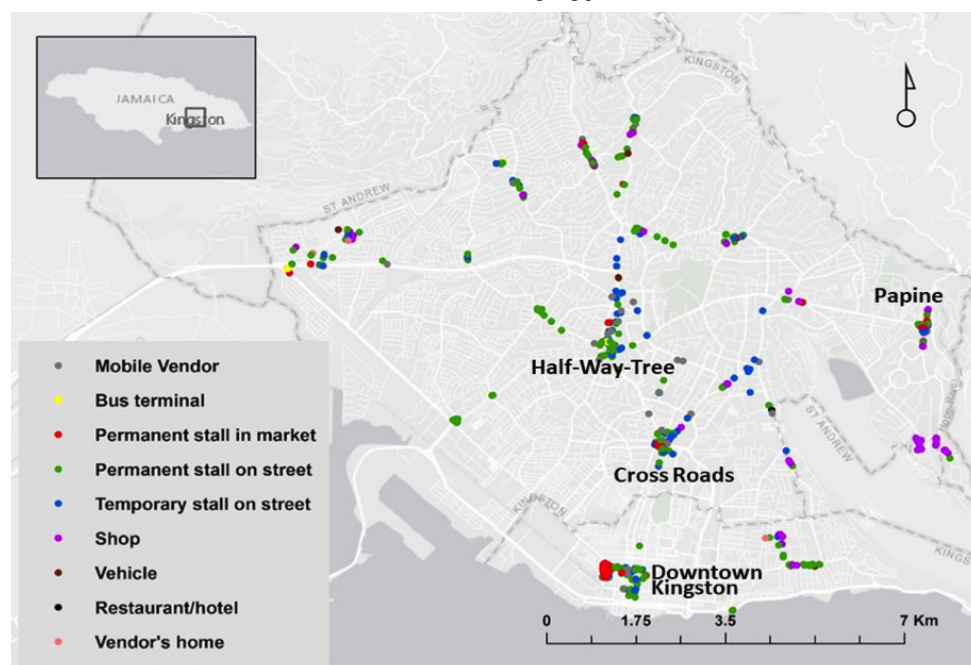 JAMAICA
Kingston
KINGSTON
ST ANDREW
Papine
Half-Way-Tree
Mobile Vendor
Bus terminal
Permanent stall in market
Permanent stall on street
Temporary stall on street
Shop
Vehicle
Restaurant/hotel
Vendor's home
ST ANDREW
Cross Roads
KINGSTON
KINGSTON
Downtown
Kingston
0 1.75 3.5 7 Km